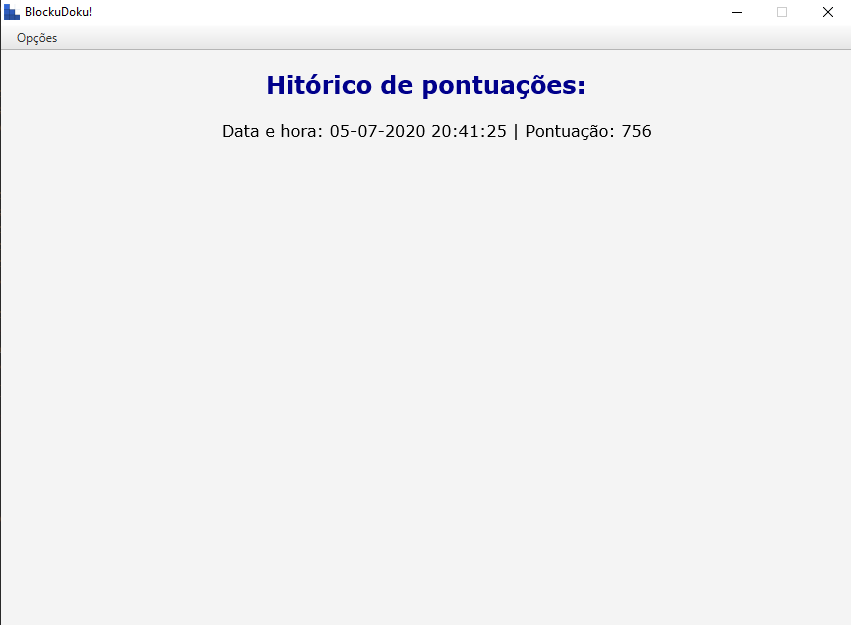 BlockuDoku!
Opções
Hitórico de pontuações:
Data e hora: 05-07-2020 20:41:25 | Pontuação: 756